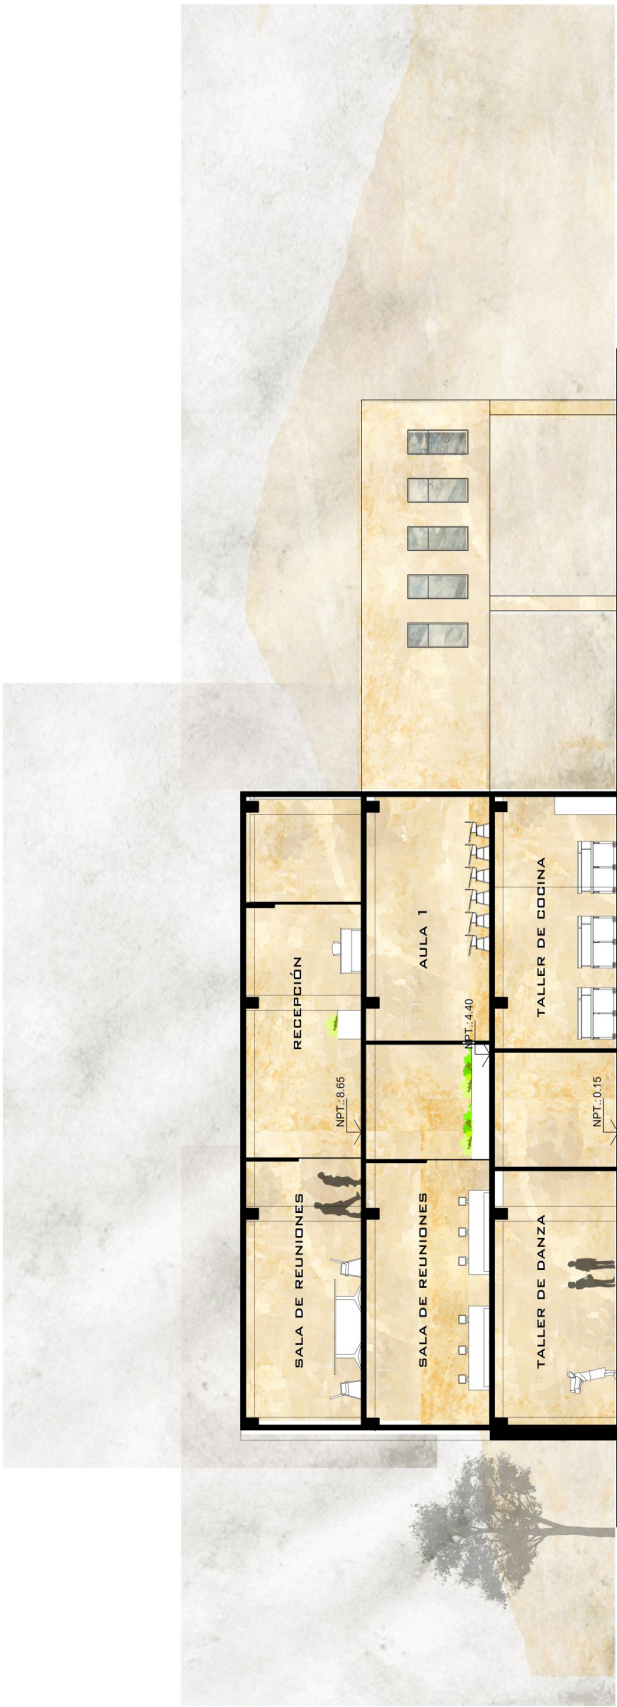 SALA DE REUNIONES
RECEPCIÓN
NPT.: 8.65
SALA DE REUNIONES
AULA 1
NPT.: 4.40
TALLER DE DANZA
TALLER DE COCINA
NPT.: 0.15